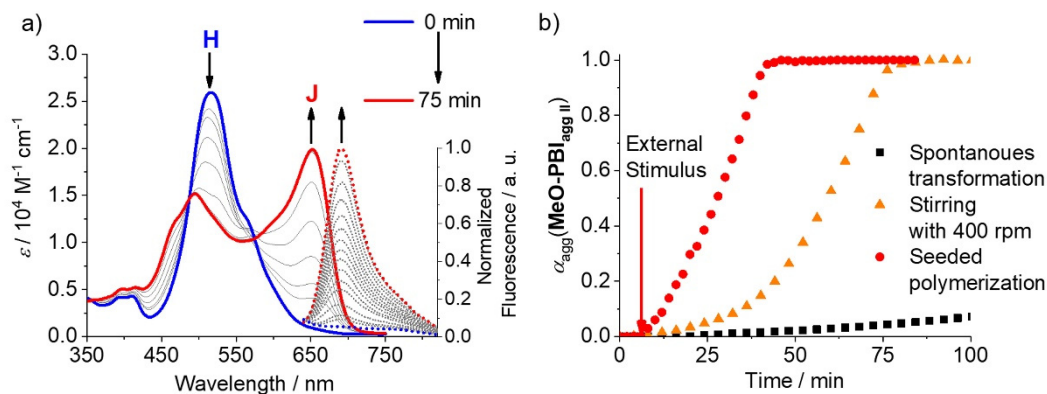 a)
H
0 min
75 min
J
3.0
2.5
2.0
1.5
1.0
0.5
0.0
ε / 10⁴ M⁻¹ cm⁻¹
350
450
550
650
750
Wavelength / nm
1.0
0.8
0.6
0.4
0.2
0.0
Normalized
Fluorescence / a. u.
b)
1.0
0.8
0.6
0.4
0.2
0.0
αagg(MeO-PBIagg II)
External
Stimulus
Spontanoues
transformation
Stirring
with 400 rpm
Seeded
polymerization
0
25
50
75
100
Time / min